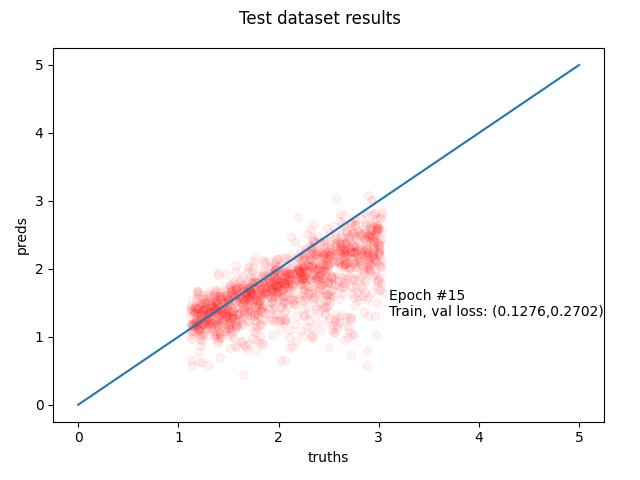 Test dataset results
5
4
3
2
1
0
preds
Epoch #15
Train, val loss: (0.1276,0.2702)
0 1 2 3 4 5
truths